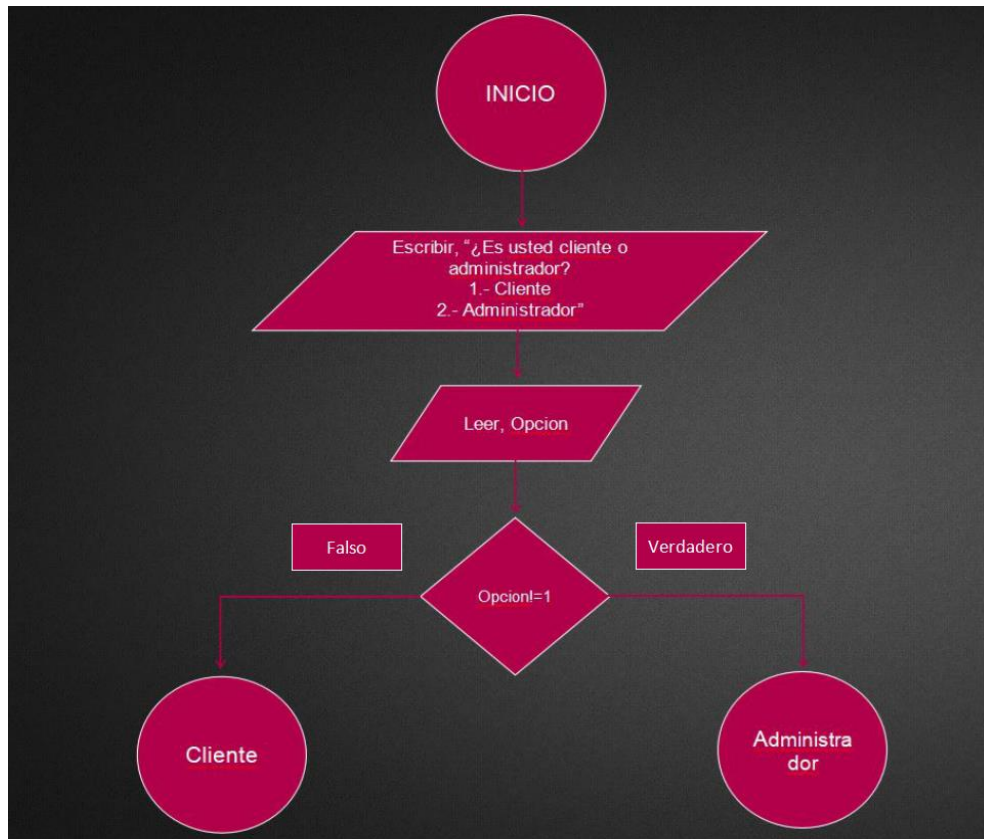 INICIO
Escribir, “¿Es usted cliente o
administrador?
1.- Cliente
2.- Administrador”
Leer, Opcion
Falso
Verdadero
Opcion!=1
Cliente
Administra
dor